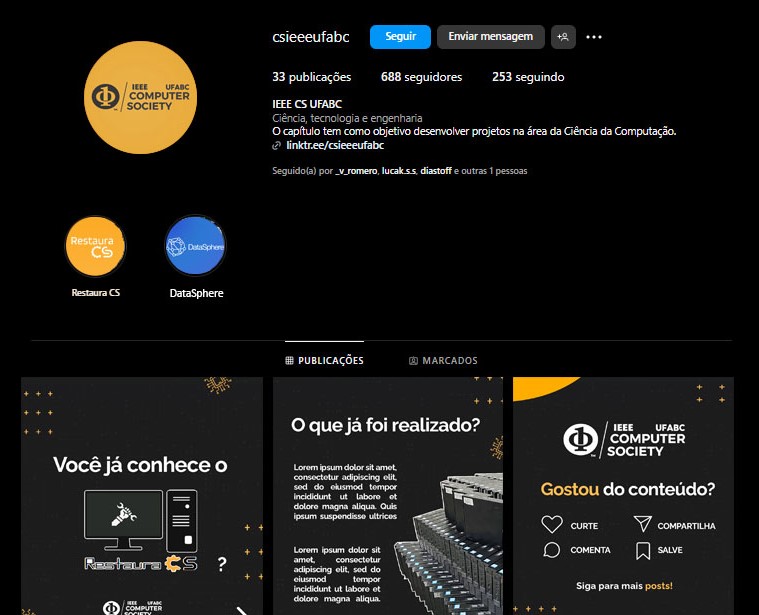 csieeeufabc Seguir Enviar mensagem
33 publicações 688 seguidores 253 seguindo
IEEE CS UFABC
Ciência, tecnologia e engenharia
O capítulo tem como objetivo desenvolver projetos na área da Ciência da Computação.
linktr.ee/csieeeufabc
Seguido(a) por _v_romero, lucak.s.s, diastoff e outras 1 pessoas
IEEE UFABC
COMPUTER
SOCIETY
Restaura
CS
DataSphere
Restaura CS
DataSphere
PUBLICAÇÕES
MARCADOS
Você já conhece o
Restaura CS ?
IEEE UFABC
COMPUTER
O que já foi realizado?
Lorem ipsum dolor sit amet,
consectetur adipiscing elit,
sed do eiusmod tempor
incididunt ut labore et
dolore magna aliqua. Quis
ipsum suspendisse ultrices
Lorem ipsum dolor sit
amet, consectetur
adipiscing elit, sed do
eiusmod tempor
incididunt ut labore et
dolore magna aliqua.
IEEE UFABC
COMPUTER
SOCIETY
Gostou do conteúdo?
CURTE
COMPARTILHA
COMENTA
SALVE
Siga para mais posts!